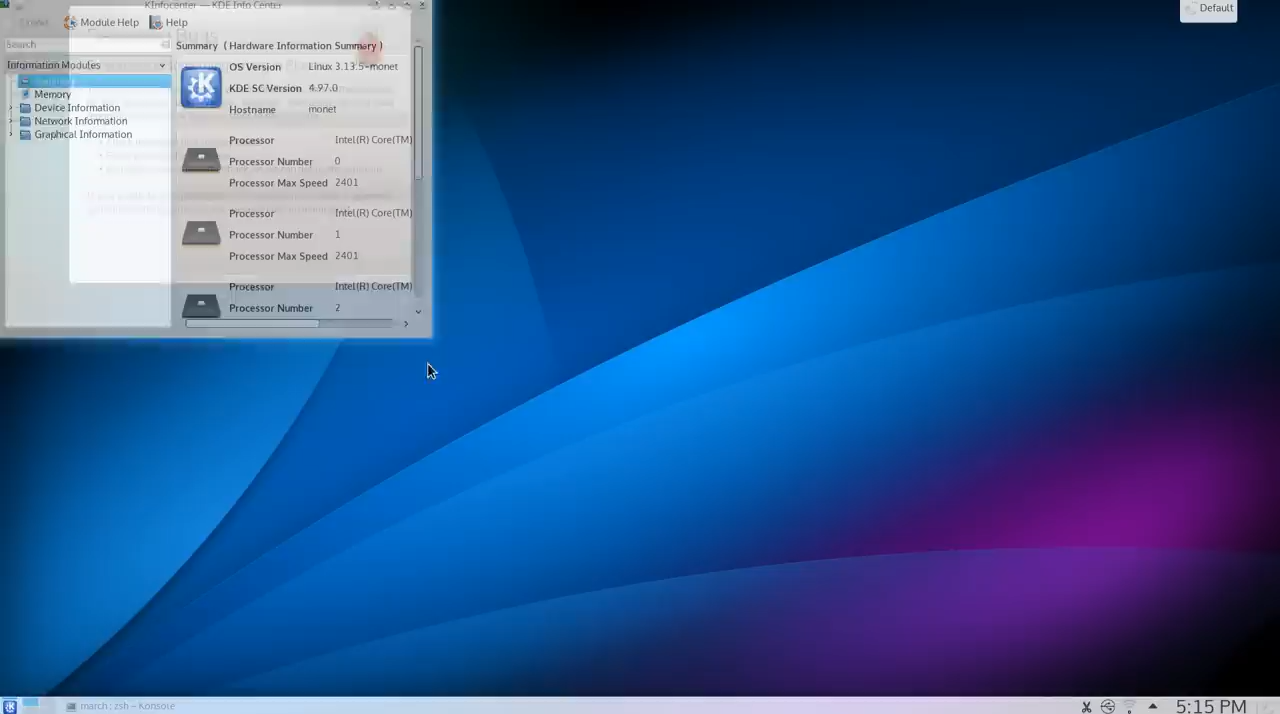 KInfocenter — KDE Info Center
Default
Module Help
Help
Search
Summary ( Hardware Information Summary )
Information Modules
OS Version Linux 3.13.5-monet
Memory
KDE SC Version 4.97.0
Device Information
Hostname monet
Network Information
Graphical Information
Processor Intel(R) Core(TM)
Processor Number 0
Processor Max Speed 2401
Processor Intel(R) Core(TM)
Processor Number 1
Processor Max Speed 2401
Processor Intel(R) Core(TM)
Processor Number 2
march : zsh — Konsole
5:15 PM